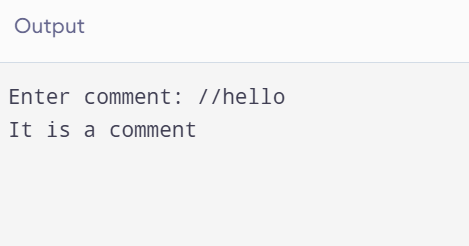 Output
Enter comment: //hello
It is a comment